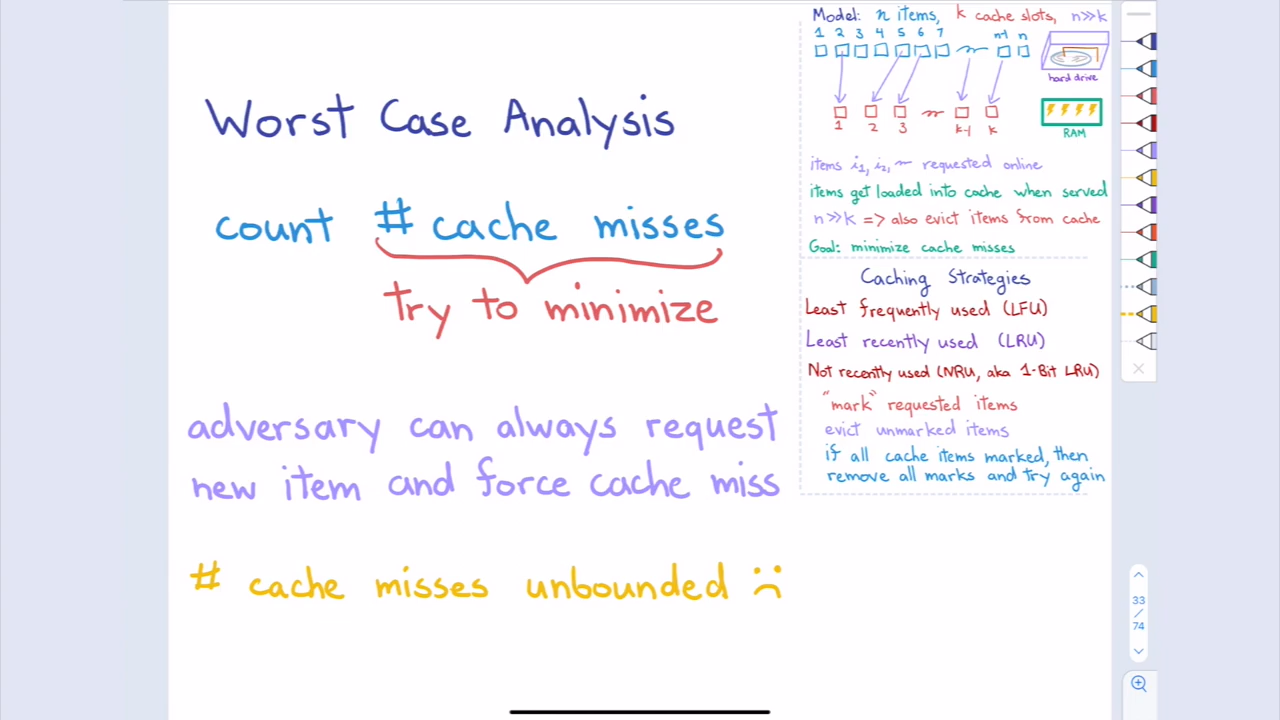 Worst Case Analysis
count # cache misses
try to minimize
adversary can always request
new item and force cache miss
# cache misses unbounded :(
Model: n items, k cache slots, n≫k
1 2 3 4 5 6 7 n-1 n
hard drive
1 2 3 k-1 k
RAM
items i₁, i₂, ~ requested online
items get loaded into cache when served
n≫k => also evict items from cache
Goal: minimize cache misses
Caching Strategies
Least frequently used (LFU)
Least recently used (LRU)
Not recently used (NRU, aka 1-Bit LRU)
"mark" requested items
evict unmarked items
if all cache items marked, then
remove all marks and try again
33
/
74